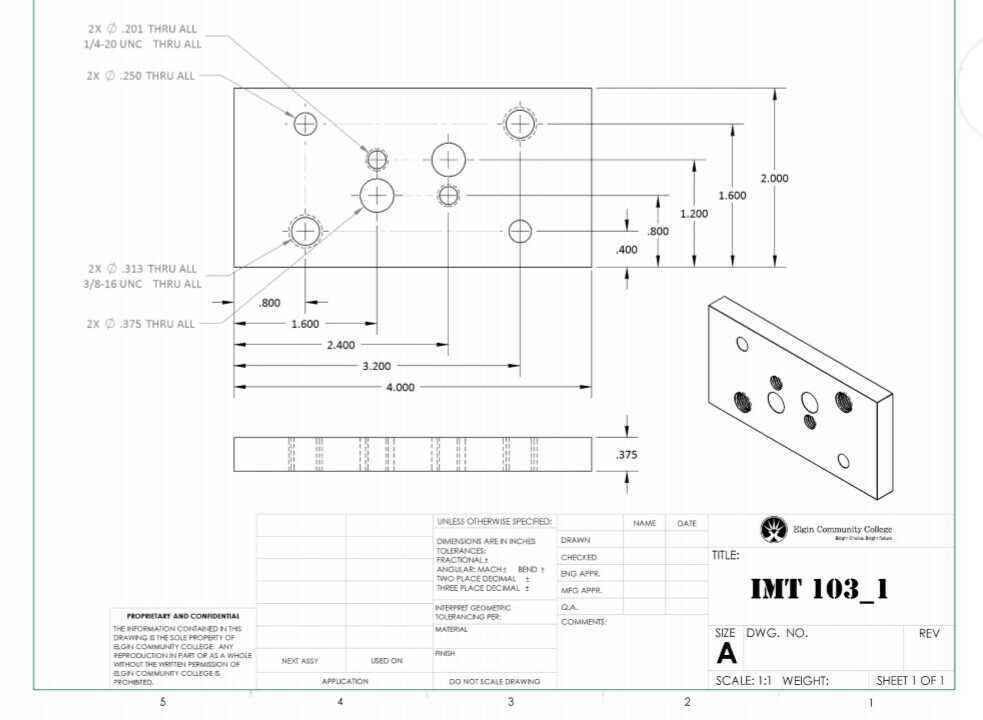 2X Ø .201 THRU ALL
1/4-20 UNC THRU ALL
2X Ø .250 THRU ALL
2X Ø .313 THRU ALL
3/8-16 UNC THRU ALL
2X Ø .375 THRU ALL
2.000
1.600
1.200
.800
.400
.800
1.600
2.400
3.200
4.000
.375
PROPRIETARY AND CONFIDENTIAL
THE INFORMATION CONTAINED IN THIS
DRAWING IS THE SOLE PROPERTY OF
ELGIN COMMUNITY COLLEGE. ANY
REPRODUCTION IN PART OR AS A WHOLE
WITHOUT THE WRITTEN PERMISSION OF
ELGIN COMMUNITY COLLEGE IS
PROHIBITED.
NEXT ASSY
USED ON
APPLICATION
UNLESS OTHERWISE SPECIFIED:
DIMENSIONS ARE IN INCHES
TOLERANCES:
FRACTIONAL ±
ANGULAR: MACH ± BEND ±
TWO PLACE DECIMAL ±
THREE PLACE DECIMAL ±
INTERPRET GEOMETRIC
TOLERANCING PER:
MATERIAL
FINISH
DO NOT SCALE DRAWING
NAME
DATE
DRAWN
CHECKED
ENG APPR.
MFG APPR.
Q.A.
COMMENTS:
Elgin Community College
Bright Choice. Bright Future.
TITLE:
IMT 103_1
SIZE
A
DWG. NO.
REV
SCALE: 1:1
WEIGHT:
SHEET 1 OF 1
5
4
3
2
1